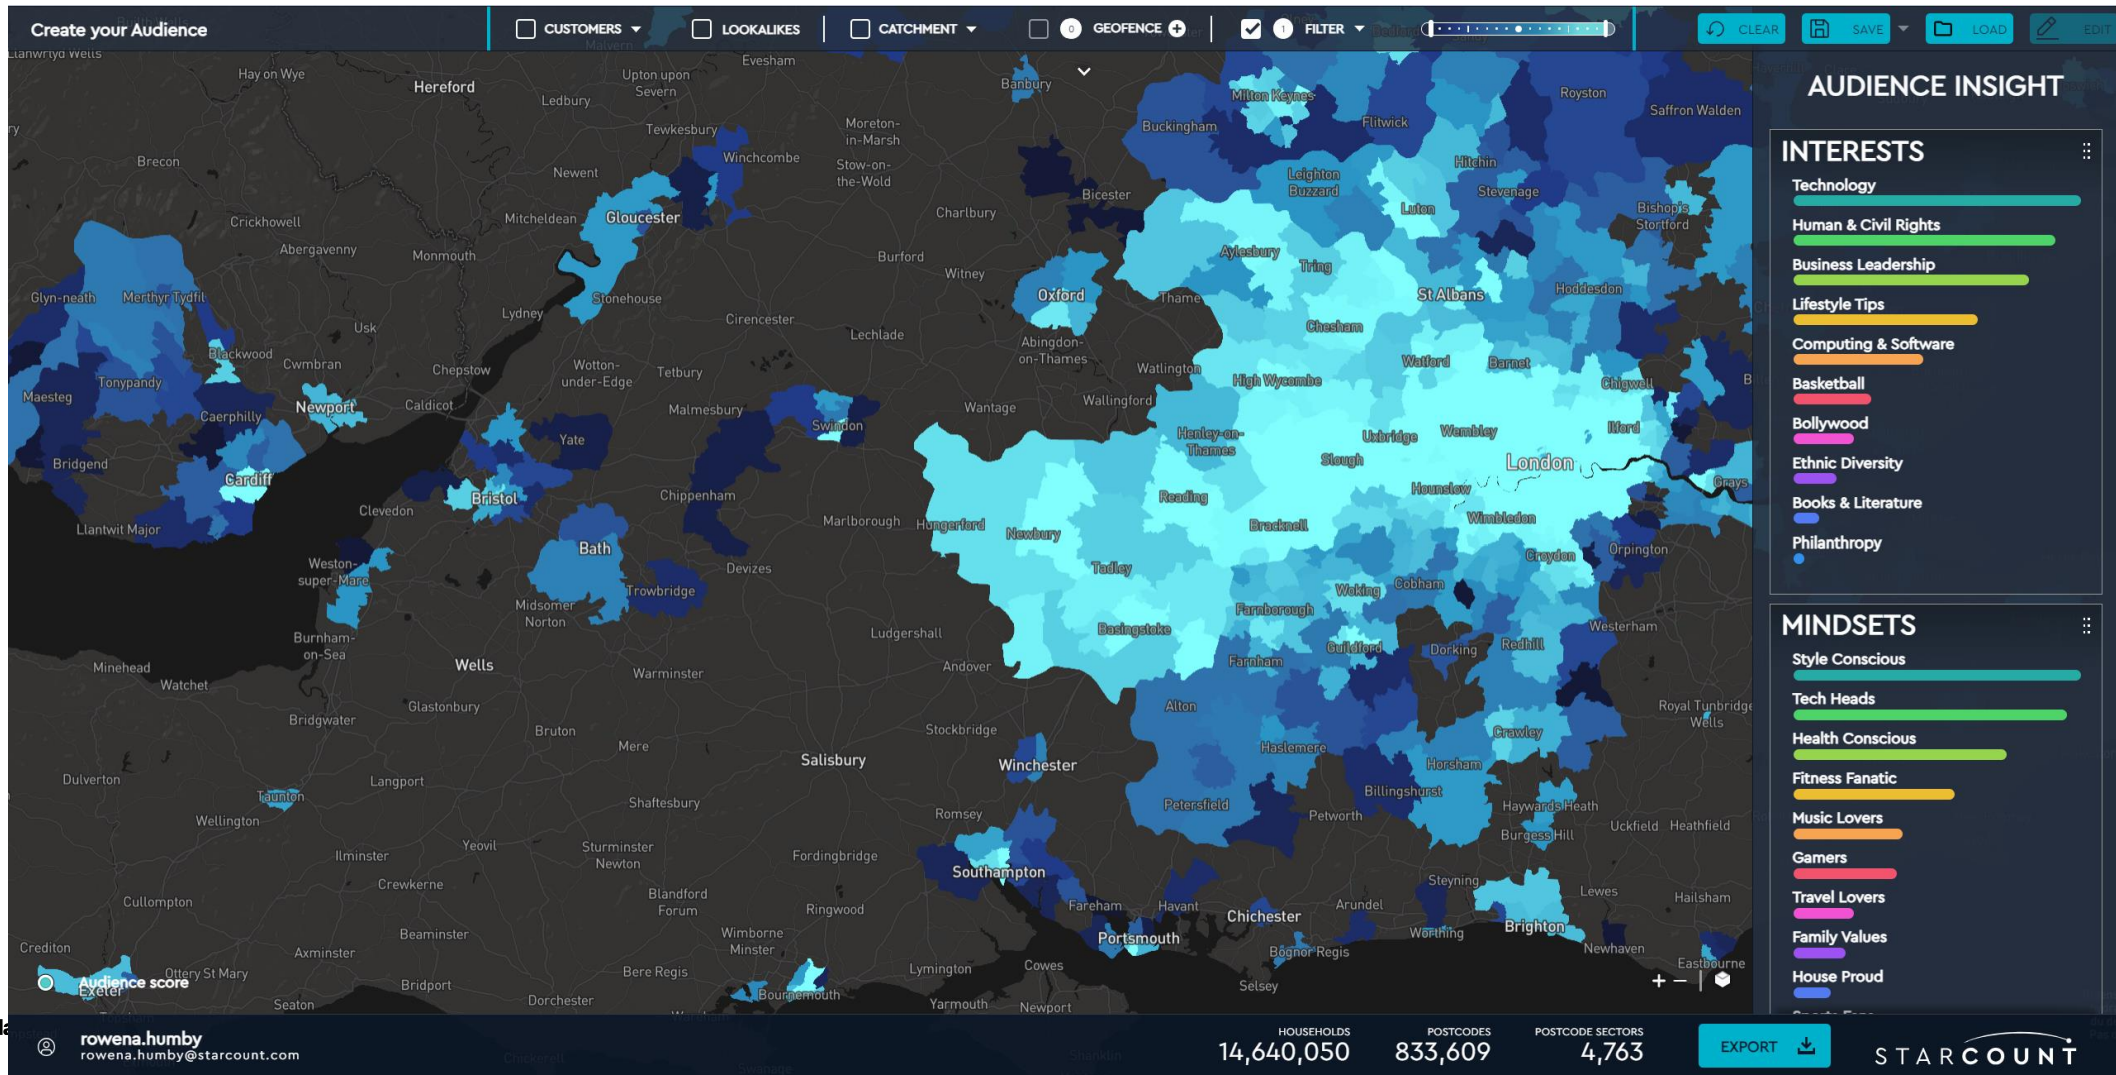 Create your Audience
CUSTOMERS
LOOKALIKES
CATCHMENT
0
GEOFENCE
1
FILTER
CLEAR
SAVE
LOAD
EDIT
Llanwrtyd Wells
Hay on Wye
Hereford
Malvern
Upton upon
Severn
Evesham
Banbury
Milton Keynes
Royston
Ledbury
Saffron Walden
Tewkesbury
Moreton-
in-Marsh
Buckingham
Flitwick
Brecon
Winchcombe
Stow-on-
the-Wold
Hitchin
Newent
Leighton
Buzzard
Stevenage
Bicester
Crickhowell
Mitcheldean
Gloucester
Charlbury
Luton
Bishop's
Stortford
Abergavenny
Monmouth
Burford
Witney
Aylesbury
Tring
Glyn-neath
Merthyr Tydfil
Stonehouse
Oxford
Thame
St Albans
Hoddesdon
Usk
Lydney
Cirencester
Lechlade
Chesham
Abingdon-
on-Thames
Blackwood
Cwmbran
Chepstow
Wotton-
under-Edge
Tetbury
Watlington
Watford
Barnet
Tonypandy
High Wycombe
Chigwell
Maesteg
Caerphilly
Newport
Caldicot
Malmesbury
Wantage
Wallingford
Swindon
Yate
Henley-on-
Thames
Uxbridge
Wembley
Ilford
Bridgend
Slough
London
Cardiff
Bristol
Chippenham
Reading
Hounslow
Grays
Clevedon
Marlborough
Hungerford
Llantwit Major
Newbury
Bracknell
Wimbledon
Bath
Croydon
Orpington
Weston-
super-Mare
Devizes
Tadley
Trowbridge
Woking
Cobham
Midsomer
Norton
Farnborough
Burnham-
on-Sea
Ludgershall
Basingstoke
Westerham
Guildford
Dorking
Redhill
Minehead
Wells
Warminster
Andover
Farnham
Watchet
Glastonbury
Alton
Royal Tunbridge
Wells
Bridgwater
Bruton
Stockbridge
Crawley
Mere
Haslemere
Salisbury
Winchester
Horsham
Dulverton
Langport
Taunton
Shaftesbury
Billingshurst
Petersfield
Haywards Heath
Wellington
Romsey
Petworth
Uckfield
Heathfield
Burgess Hill
Yeovil
Ilminster
Sturminster
Newton
Fordingbridge
Southampton
Crewkerne
Steyning
Lewes
Hailsham
Cullompton
Blandford
Forum
Ringwood
Fareham
Havant
Arundel
Chichester
Beaminster
Wimborne
Minster
Portsmouth
Worthing
Brighton
Crediton
Axminster
Bognor Regis
Newhaven
Ottery St Mary
Bere Regis
Lymington
Cowes
Eastbourne
Audience score
Exeter
Bridport
Bournemouth
Selsey
Seaton
Dorchester
Yarmouth
Newport
AUDIENCE INSIGHT
INTERESTS
Technology
Human & Civil Rights
Business Leadership
Lifestyle Tips
Computing & Software
Basketball
Bollywood
Ethnic Diversity
Books & Literature
Philanthropy
MINDSETS
Style Conscious
Tech Heads
Health Conscious
Fitness Fanatic
Music Lovers
Gamers
Travel Lovers
Family Values
House Proud
rowena.humby
rowena.humby@starcount.com
Chickerell
Shanklin
HOUSEHOLDS
14,640,050
POSTCODES
833,609
POSTCODE SECTORS
4,763
EXPORT
STARCOUNT